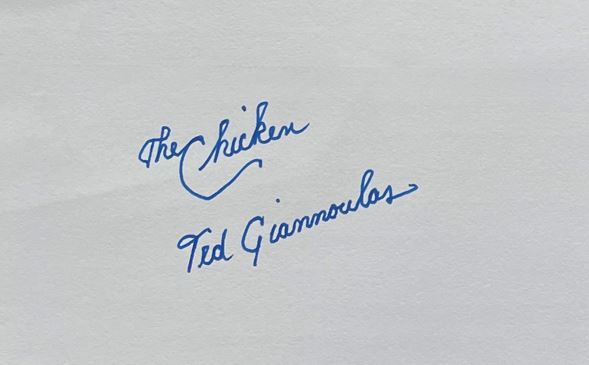 The Chicken
Ted Giannoulas